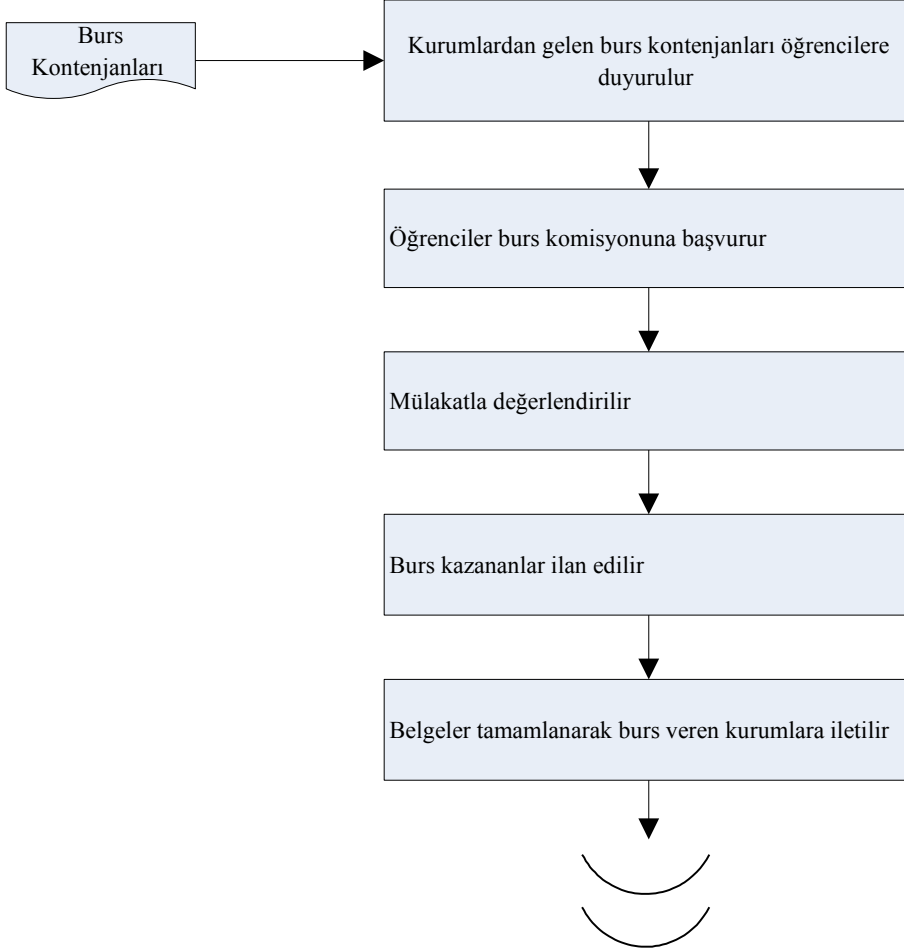 Burs
Kontenjanları
Kurumlardan gelen burs kontenjanları öğrencilere
duyurulur
Öğrenciler burs komisyonuna başvurur
Mülakatla değerlendirilir
Burs kazananlar ilan edilir
Belgeler tamamlanarak burs veren kurumlara iletilir